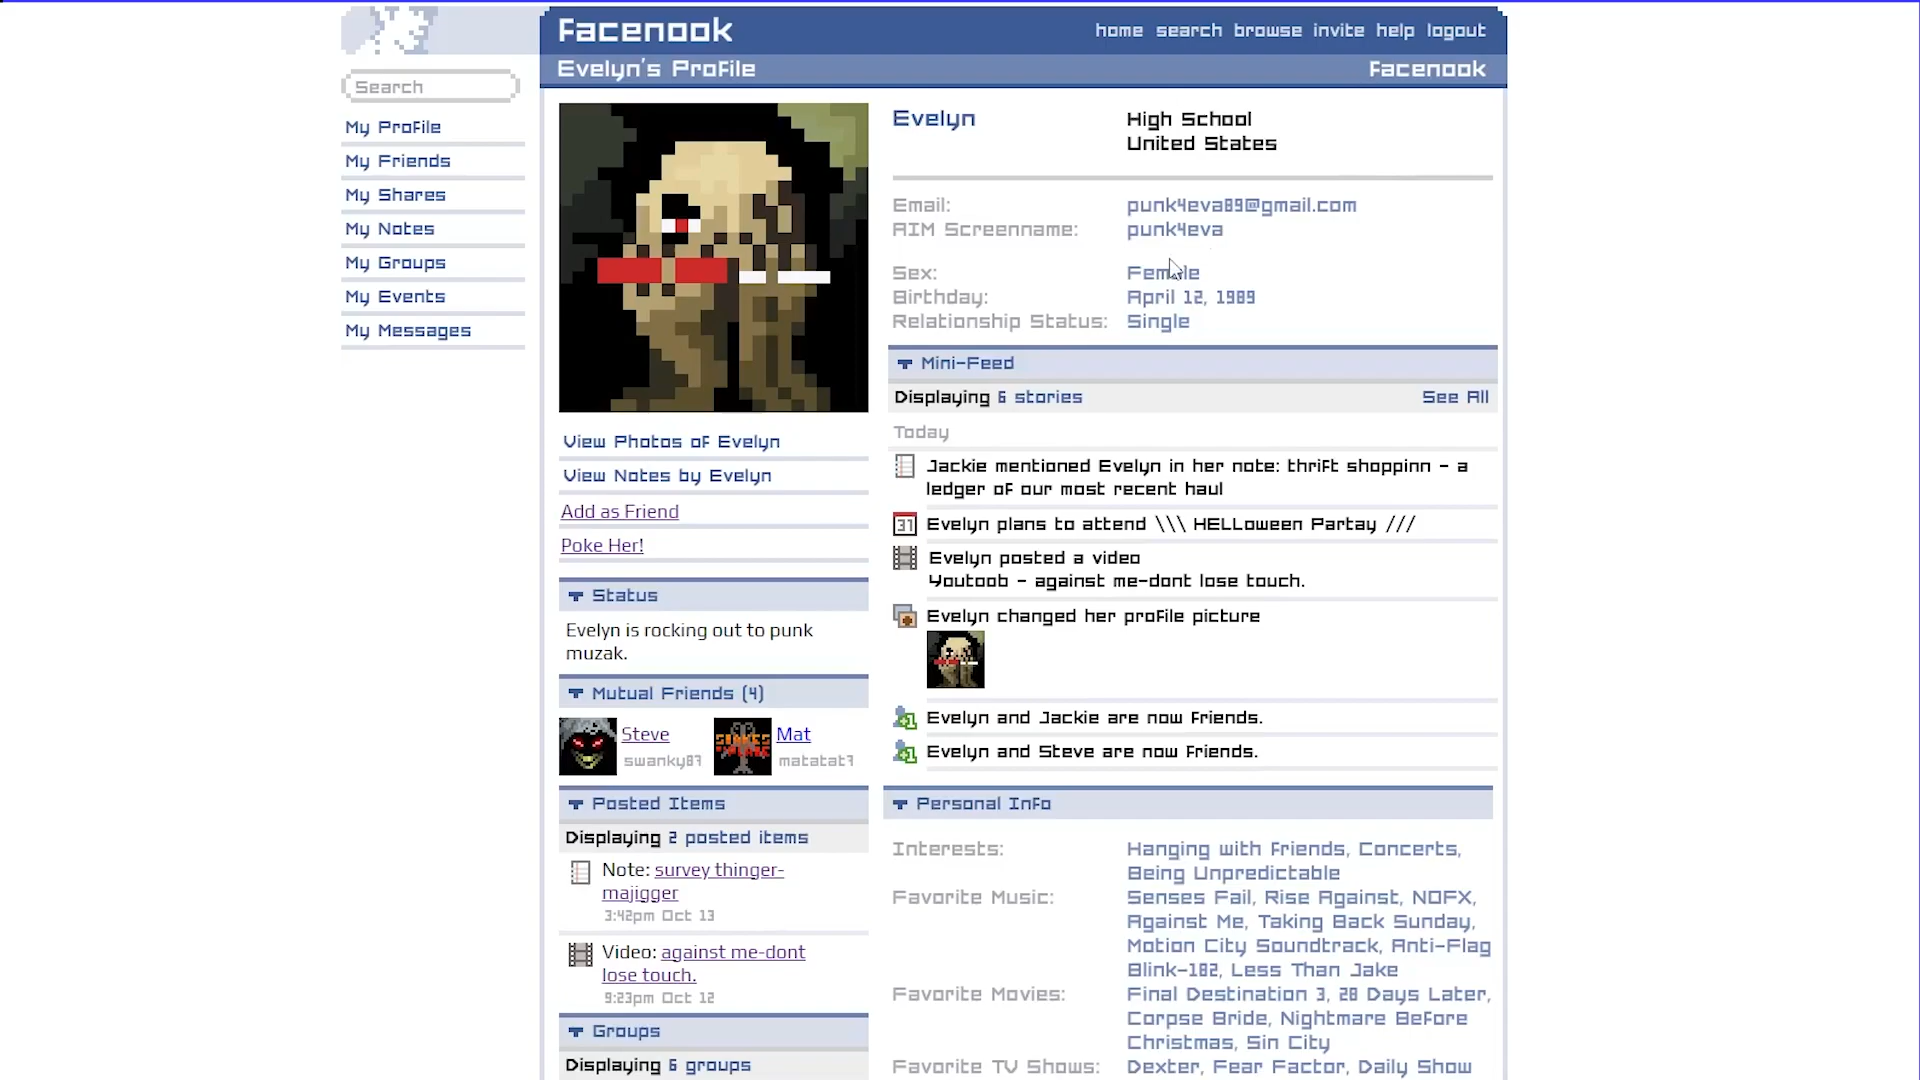 Facenook
home search browse invite help logout
Evelyn's Profile
Facenook
Search
My Profile
My Friends
My Shares
My Notes
My Groups
My Events
My Messages
View Photos of Evelyn
View Notes by Evelyn
Add as Friend
Poke Her!
Status
Evelyn is rocking out to punk
muzak.
Mutual Friends (4)
Steve
swanky87
Mat
matatat7
Posted Items
Displaying 2 posted items
Note: survey thinger-
majigger
3:42pm Oct 13
Video: against me-dont
lose touch.
9:23pm Oct 12
Groups
Displaying 6 groups
Evelyn
High School
United States
Email: punk4eva89@gmail.com
AIM Screenname: punk4eva
Sex: Female
Birthday: April 12, 1989
Relationship Status: Single
Mini-Feed
Displaying 6 stories
See All
Today
Jackie mentioned Evelyn in her note: thrift shoppinn - a
ledger of our most recent haul
31
Evelyn plans to attend \\\ HELLoween Partay ///
Evelyn posted a video
Youtoob - against me-dont lose touch.
Evelyn changed her profile picture
Evelyn and Jackie are now friends.
Evelyn and Steve are now friends.
Personal Info
Interests: Hanging with friends, Concerts,
Being Unpredictable
Favorite Music: Senses Fail, Rise Against, NOFX,
Against Me, Taking Back Sunday,
Motion City Soundtrack, Anti-Flag
Blink-182, Less Than Jake
Favorite Movies: Final Destination 3, 28 Days Later,
Corpse Bride, Nightmare Before
Christmas, Sin City
Favorite TV Shows: Dexter, Fear Factor, Daily Show